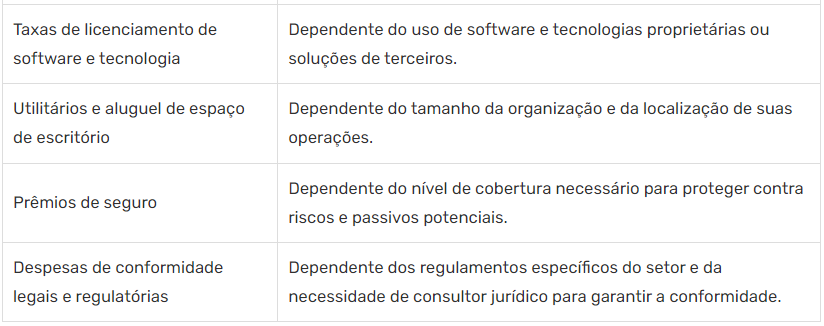 Taxas de licenciamento de
software e tecnologia
Dependente do uso de software e tecnologias proprietárias ou
soluções de terceiros.
Utilitários e aluguel de espaço
de escritório
Dependente do tamanho da organização e da localização de suas
operações.
Prêmios de seguro
Dependente do nível de cobertura necessário para proteger contra
riscos e passivos potenciais.
Despesas de conformidade
legais e regulatórias
Dependente dos regulamentos específicos do setor e da
necessidade de consultor jurídico para garantir a conformidade.